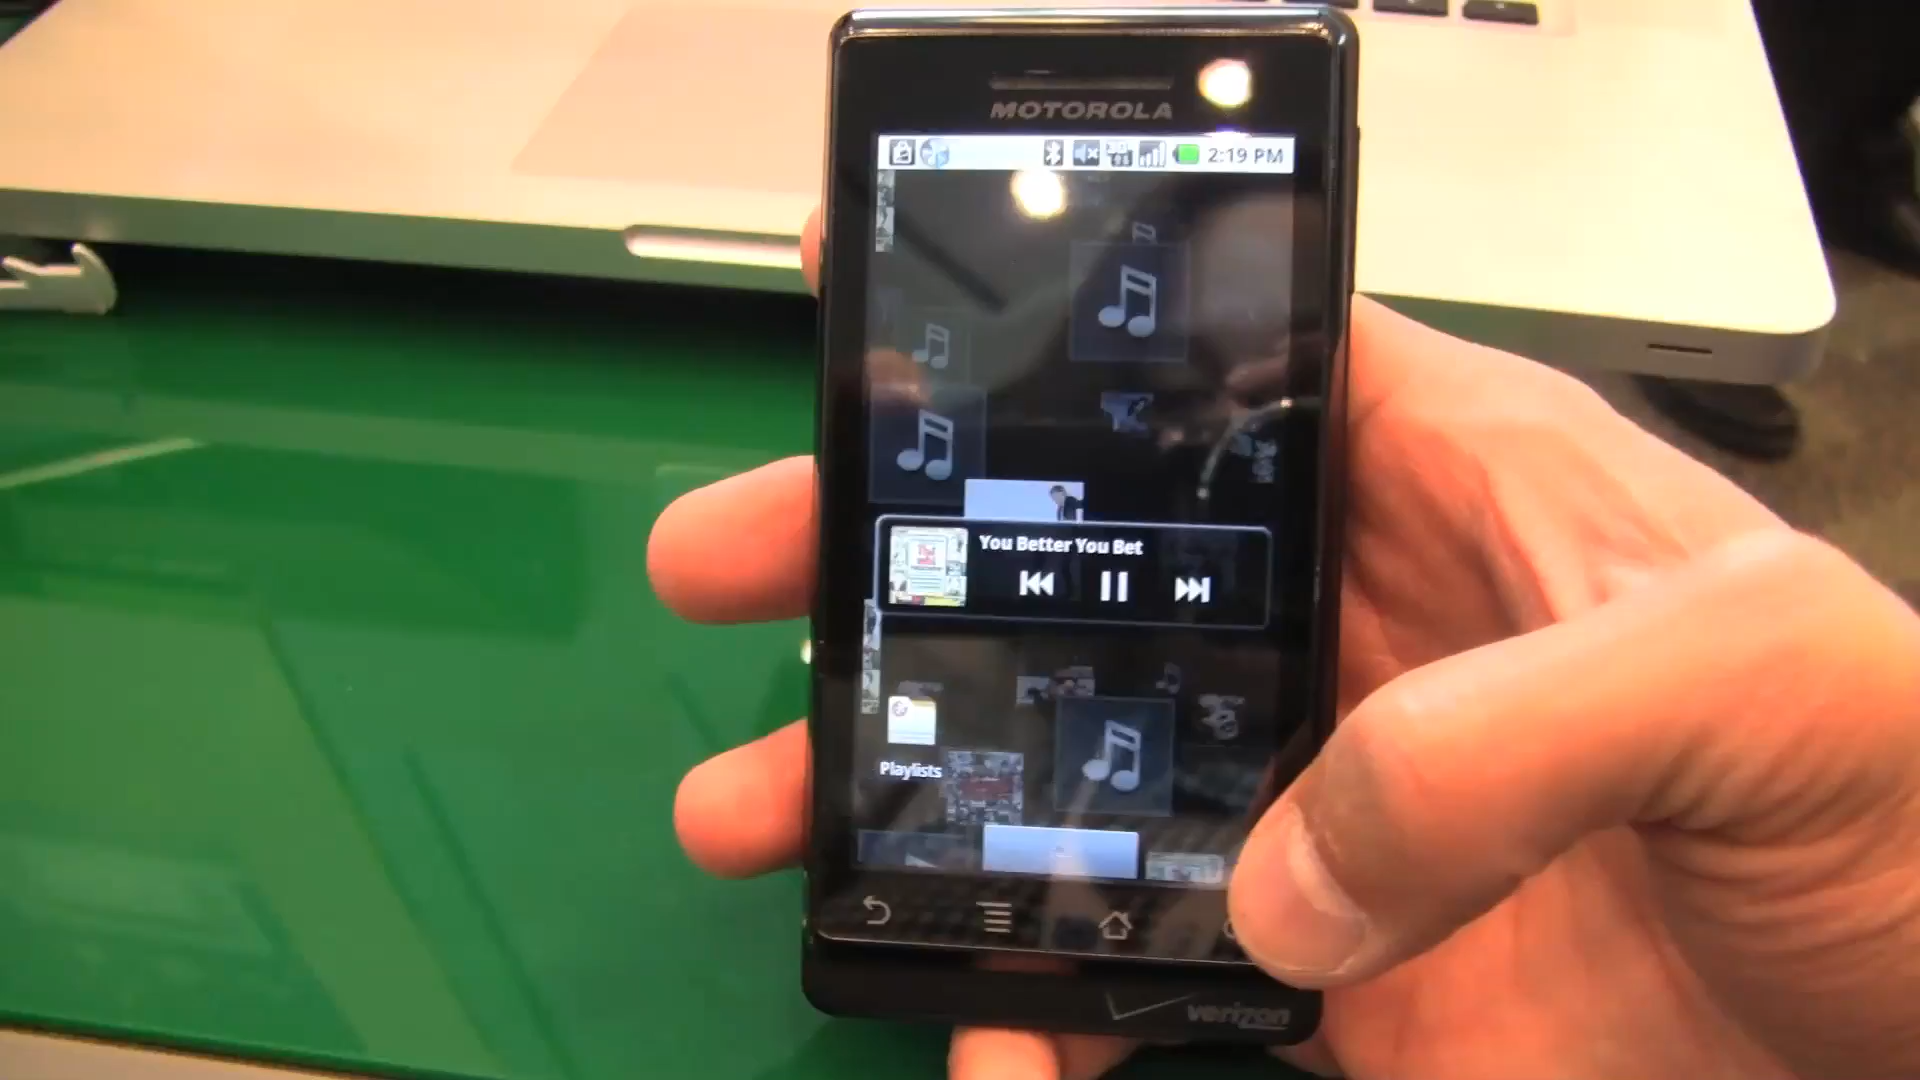 MOTOROLA
2:19 PM
You Better You Bet
Playlists
verizon